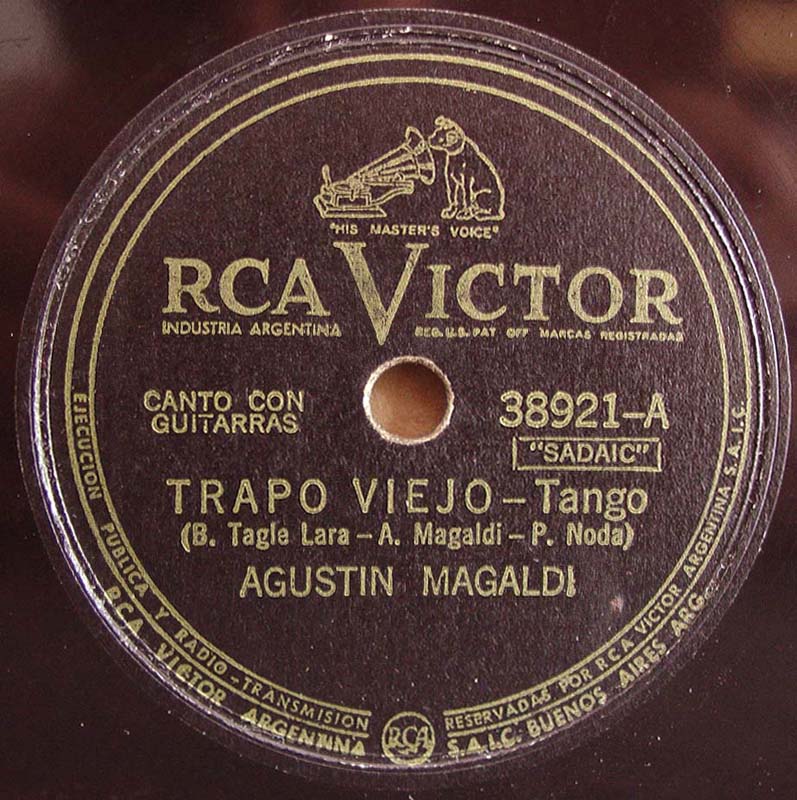 "HIS MASTER'S VOICE"
RCA VICTOR
INDUSTRIA ARGENTINA
REG. U.S. PAT OFF MARCAS REGISTRADAS
CANTO CON
GUITARRAS
38921-A
"SADAIC"
TRAPO VIEJO - Tango
(B. Tagle Lara - A. Magaldi - P. Noda)
AGUSTIN MAGALDI
EJECUCION PUBLICA Y RADIO-TRANSMISION RESERVADAS POR RCA VICTOR ARGENTINA S.A.I.C.
RCA VICTOR ARGENTINA RCA S.A.I.C. BUENOS AIRES ARG.